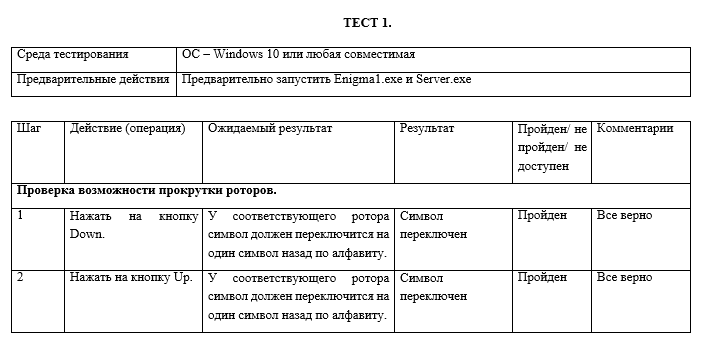 ТЕСТ 1.
Среда тестирования ОС – Windows 10 или любая совместимая
Предварительные действия Предварительно запустить Enigma1.exe и Server.exe
Шаг Действие (операция) Ожидаемый результат Результат Пройден/ не Комментарии
пройден/ не
доступен
Проверка возможности прокрутки роторов.
1 Нажать на кнопку У соответствующего ротора Символ Пройден Все верно
Down. символ должен переключится на переключен
один символ назад по алфавиту.
2 Нажать на кнопку Up. У соответствующего ротора Символ Пройден Все верно
символ должен переключится на переключен
один символ назад по алфавиту.